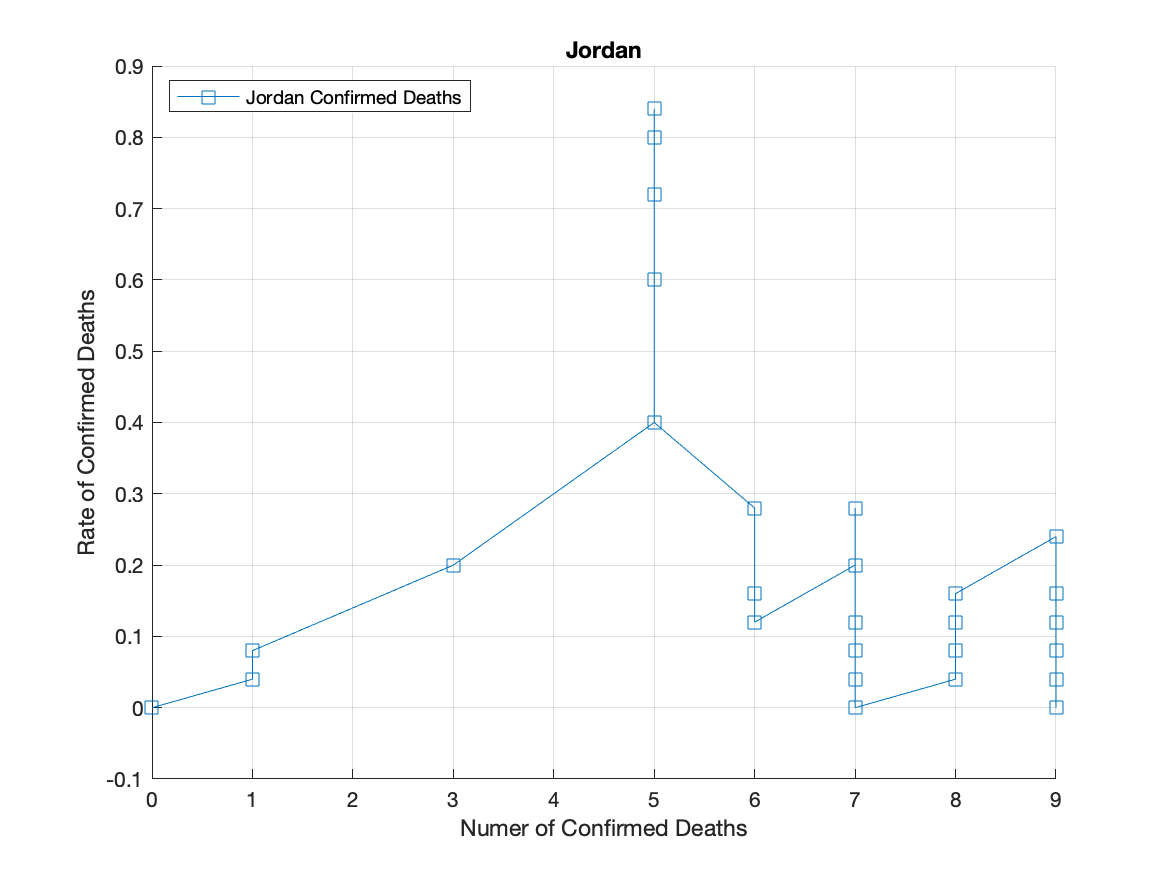 Jordan
Jordan Confirmed Deaths
0.9
0.8
0.7
0.6
0.5
0.4
0.3
0.2
0.1
0
-0.1
Rate of Confirmed Deaths
0 1 2 3 4 5 6 7 8 9
Numer of Confirmed Deaths